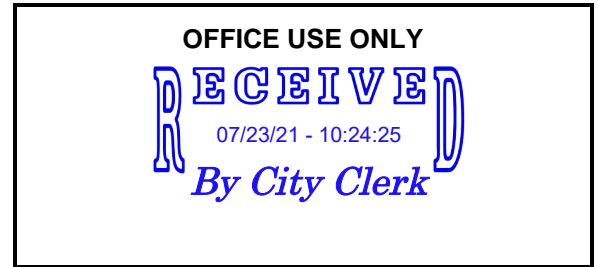 OFFICE USE ONLY
RECEIVED
07/23/21 - 10:24:25
By City Clerk